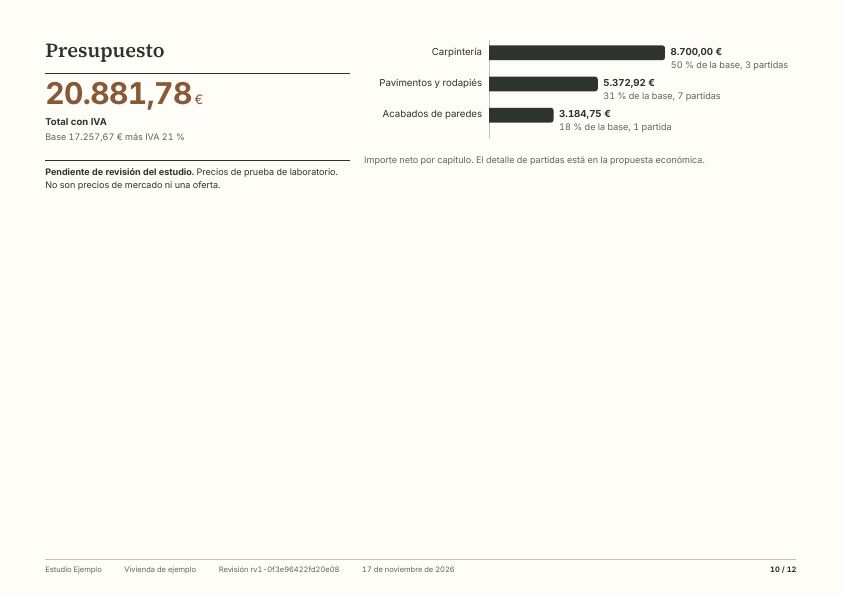 Presupuesto
20.881,78 €
Total con IVA
Base 17.257,67 € más IVA 21 %
Pendiente de revisión del estudio. Precios de prueba de laboratorio.
No son precios de mercado ni una oferta.
Carpintería
8.700,00 €
50 % de la base, 3 partidas
Pavimentos y rodapiés
5.372,92 €
31 % de la base, 7 partidas
Acabados de paredes
3.184,75 €
18 % de la base, 1 partida
Importe neto por capítulo. El detalle de partidas está en la propuesta económica.
Estudio Ejemplo Vivienda de ejemplo Revisión rv1-0f3e96422fd20e08 17 de noviembre de 2026 10 / 12